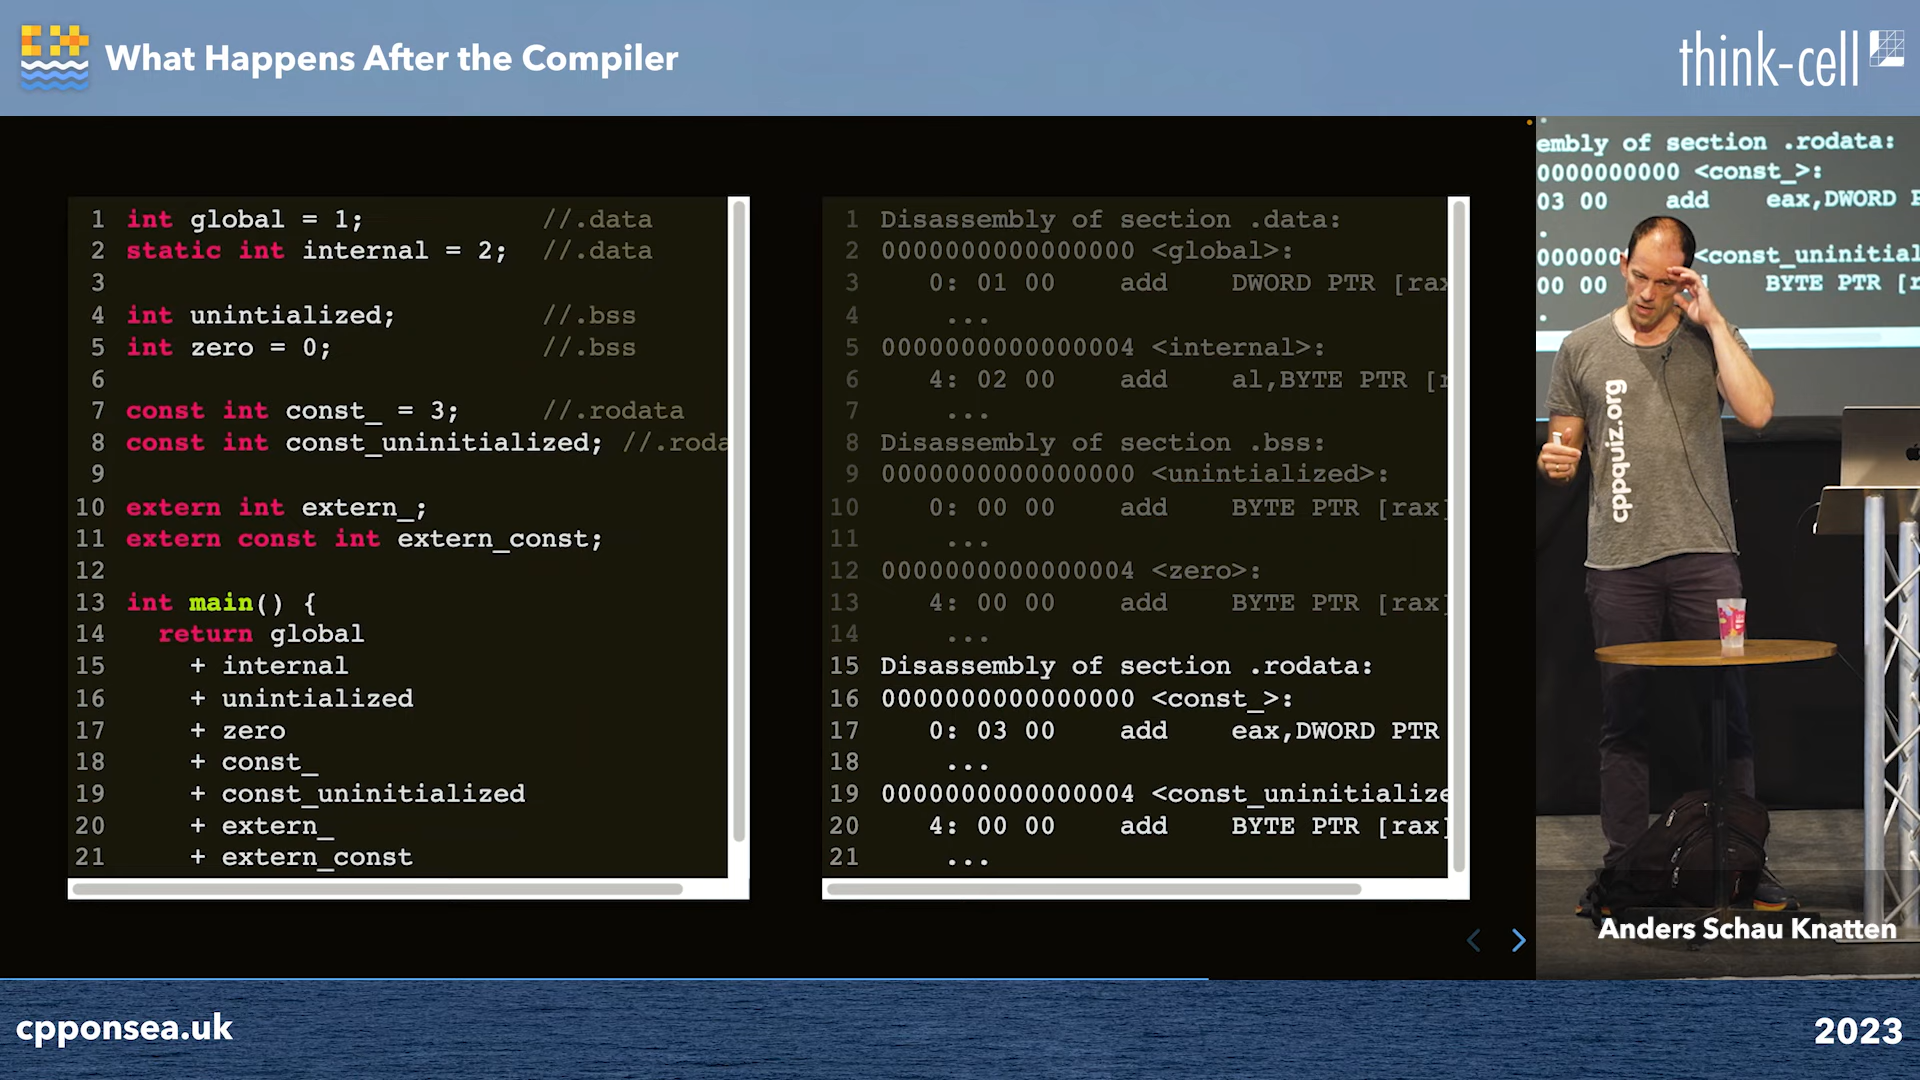 What Happens After the Compiler
think-cell
1 int global = 1; //.data
2 static int internal = 2; //.data
3
4 int unintialized; //.bss
5 int zero = 0; //.bss
6
7 const int const_ = 3; //.rodata
8 const int const_uninitialized; //.roda
9
10 extern int extern_;
11 extern const int extern_const;
12
13 int main() {
14 return global
15 + internal
16 + unintialized
17 + zero
18 + const_
19 + const_uninitialized
20 + extern_
21 + extern_const
1 Disassembly of section .data:
2 0000000000000000 <global>:
3 0: 01 00 add DWORD PTR [rax
4 ...
5 0000000000000004 <internal>:
6 4: 02 00 add al,BYTE PTR [r
7 ...
8 Disassembly of section .bss:
9 0000000000000000 <unintialized>:
10 0: 00 00 add BYTE PTR [rax]
11 ...
12 0000000000000004 <zero>:
13 4: 00 00 add BYTE PTR [rax]
14 ...
15 Disassembly of section .rodata:
16 0000000000000000 <const_>:
17 0: 03 00 add eax,DWORD PTR
18 ...
19 0000000000000004 <const_uninitialize
20 4: 00 00 add BYTE PTR [rax]
21 ...
embly of section .rodata:
0000000000 <const_>:
03 00 add eax,DWORD P
.
000000 <const_uninitial
00 00 BYTE PTR [r
.
cppquiz.org
Anders Schau Knatten
cpponsea.uk
2023